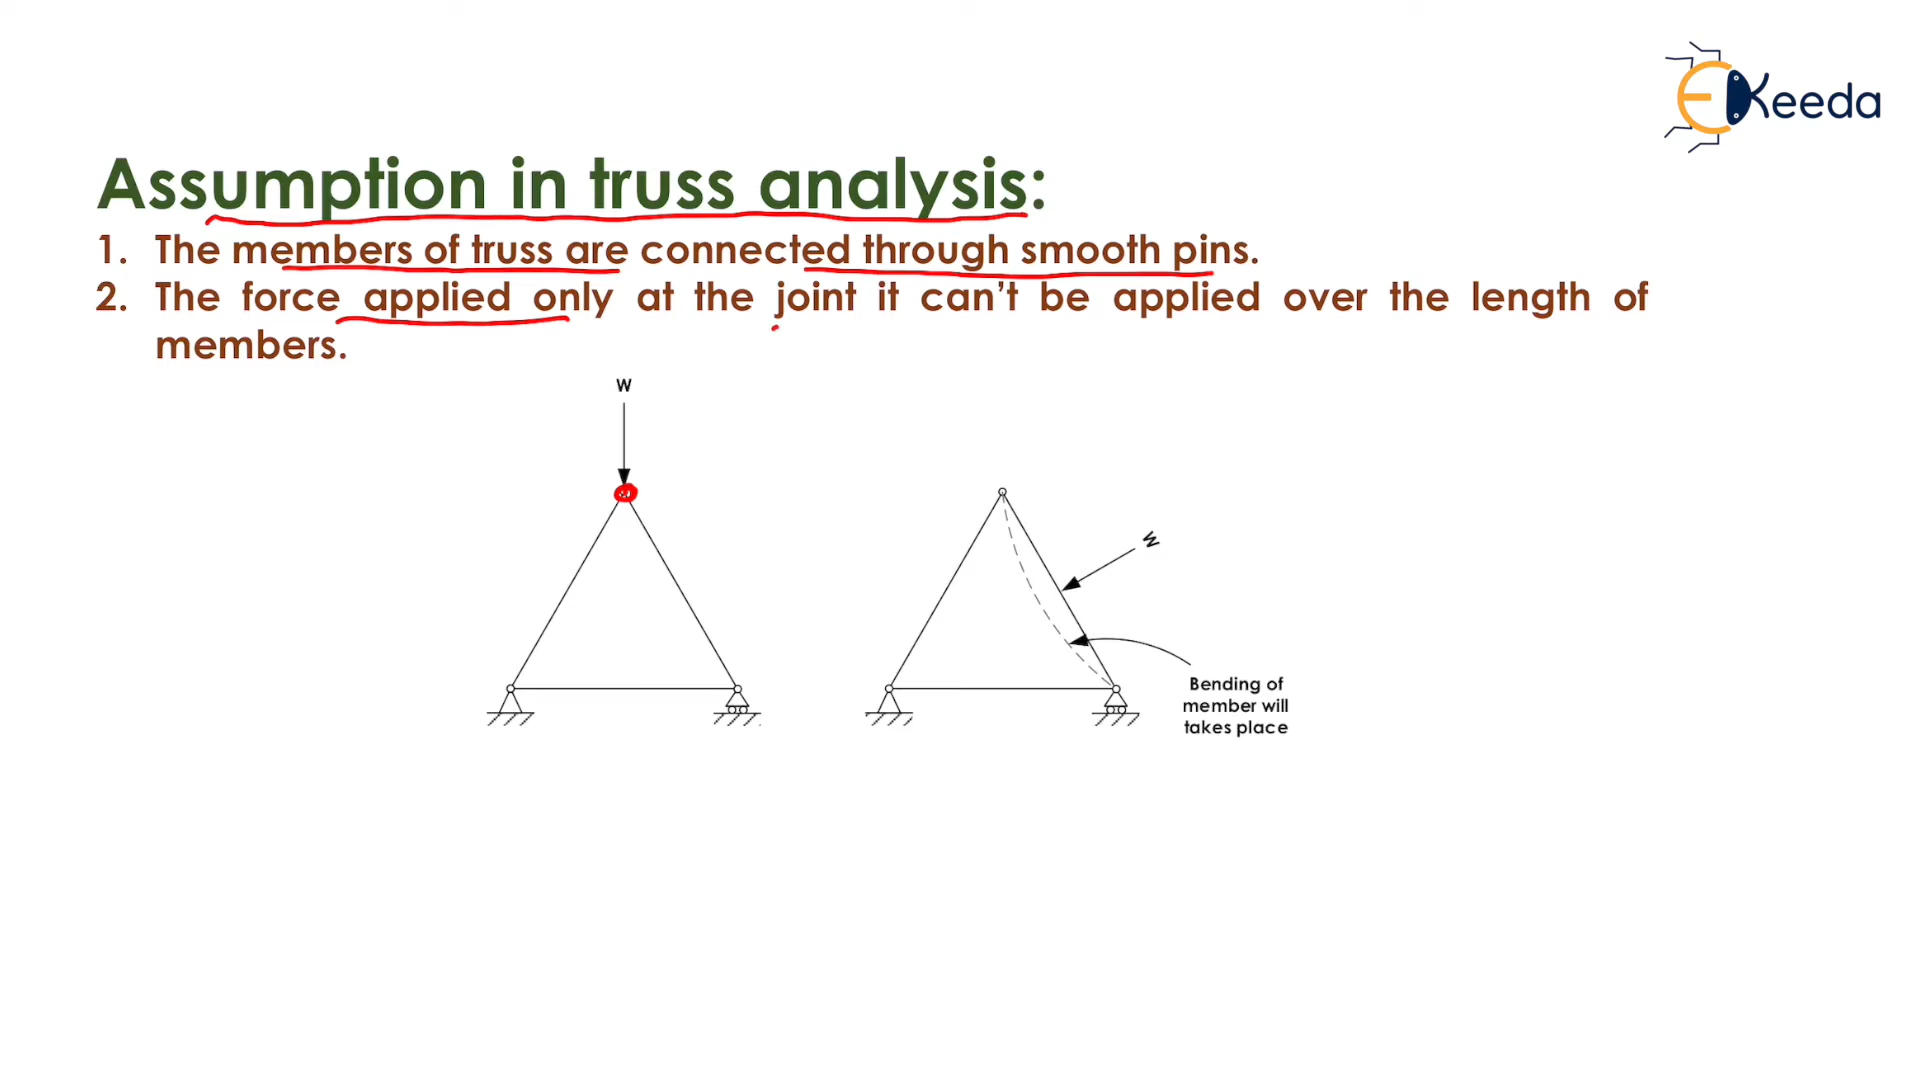 EKeeda
Assumption in truss analysis:
1. The members of truss are connected through smooth pins.
2. The force applied only at the joint it can't be applied over the length of
members.
W
W
Bending of
member will
takes place